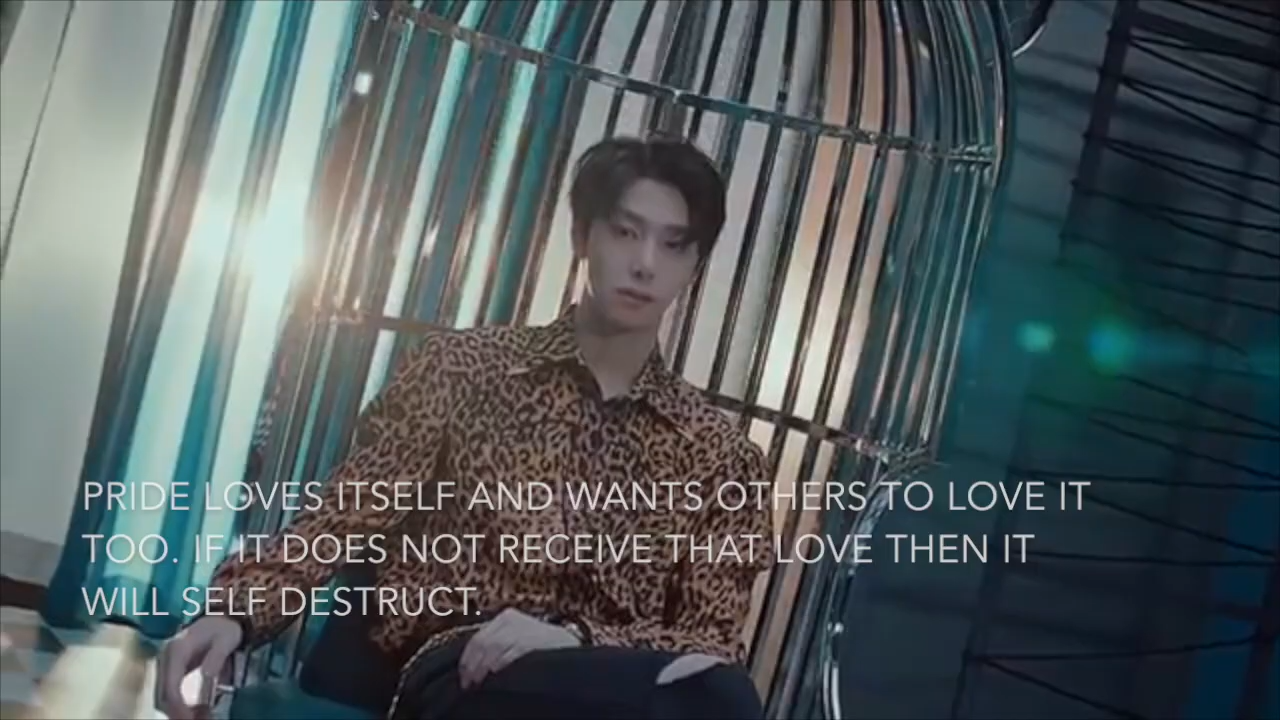 PRIDE LOVES ITSELF AND WANTS OTHERS TO LOVE IT
TOO. IF IT DOES NOT RECEIVE THAT LOVE THEN IT
WILL SELF DESTRUCT.